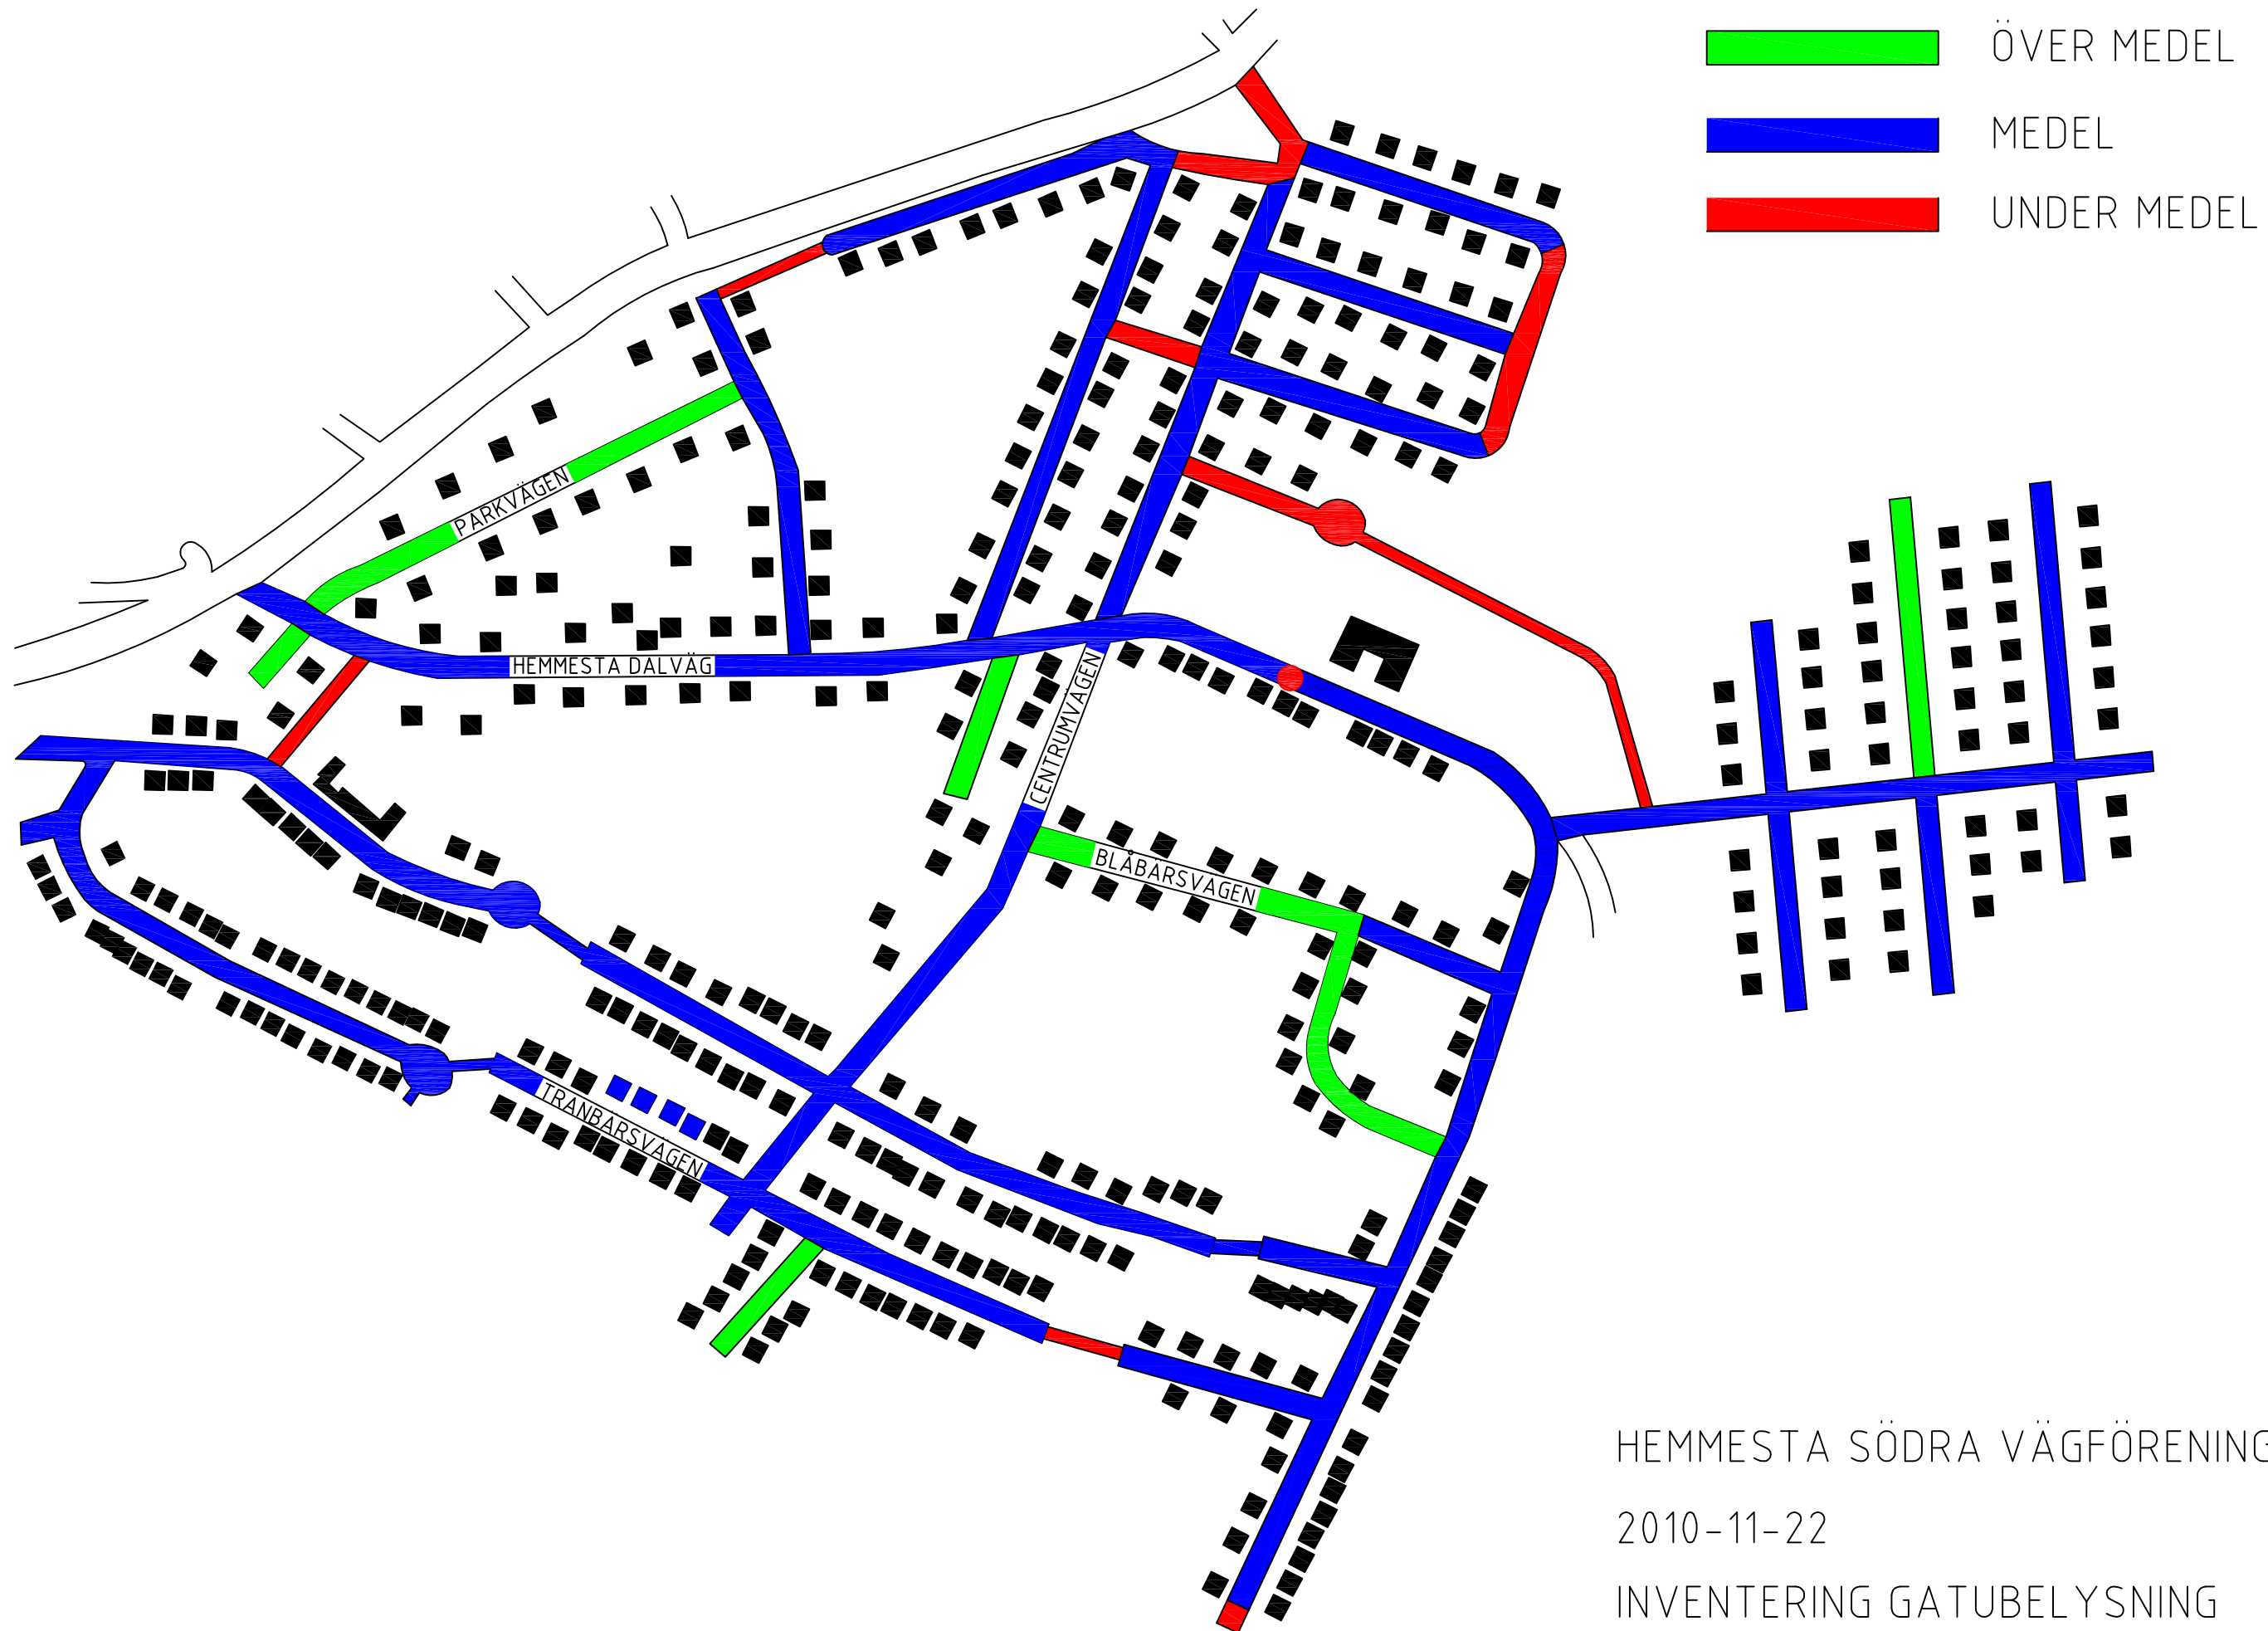 ÖVER MEDEL
MEDEL
UNDER MEDEL
PARKVÄGEN
HEMMESTA DALVÄG
CENTRUMVÄGEN
BLÅBÄRSVÄGEN
TRANBÄRSVÄGEN
HEMMESTA SÖDRA VÄGFÖRENING
2010-11-22
INVENTERING GATUBELYSNING